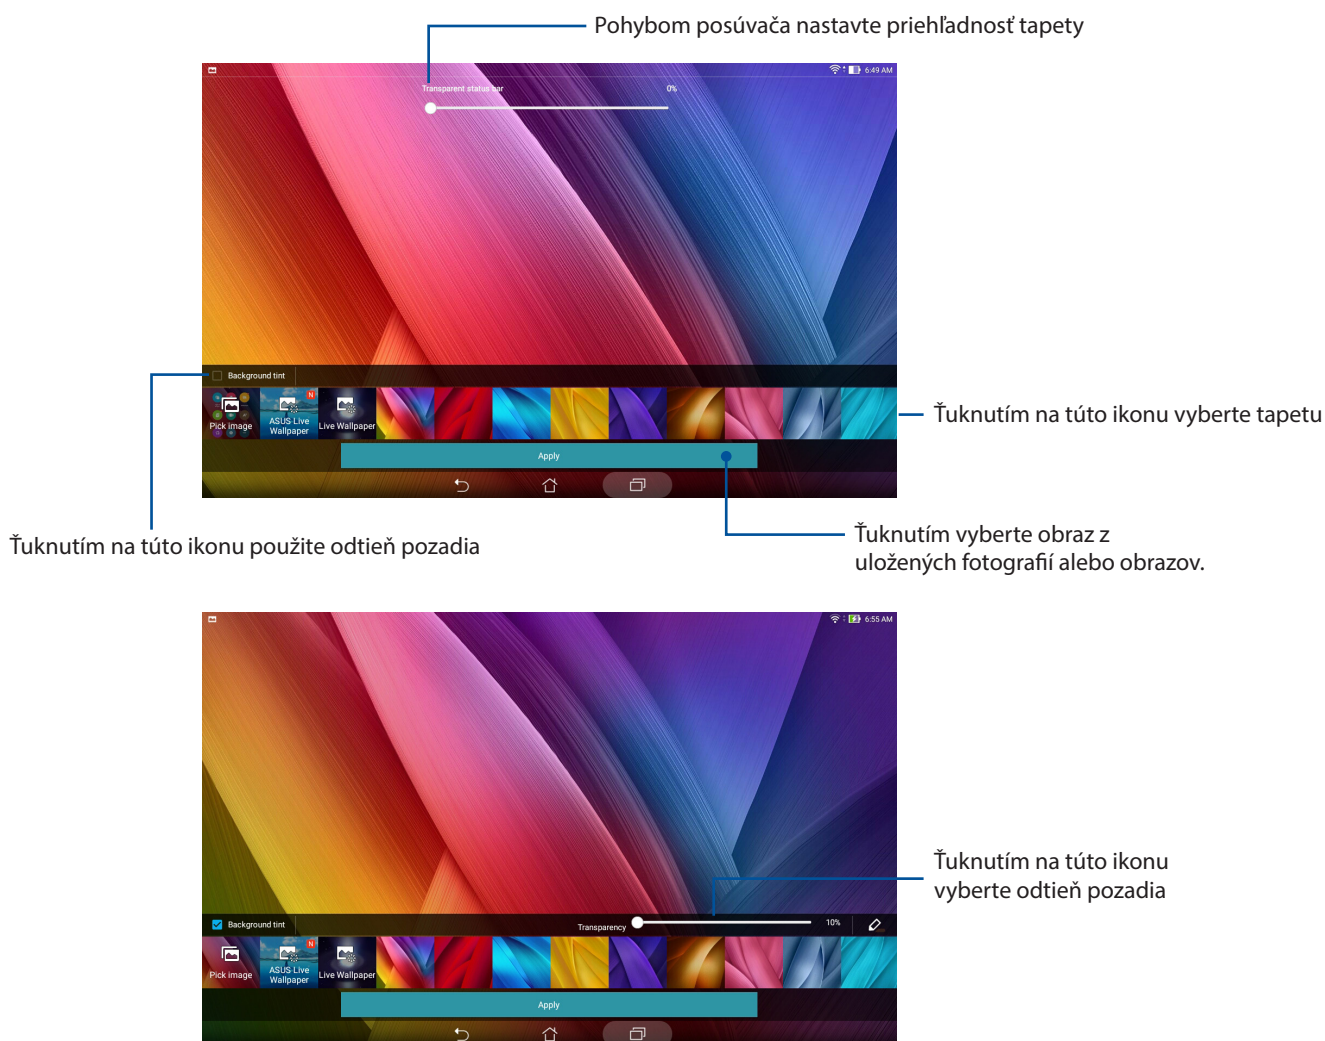 Pohybom posúvača nastavte priehľadnosť tapety
6:49 AM
Transparent status bar 0%
Background tint
Pick image
ASUS Live
Wallpaper
N
Live Wallpaper
Ťuknutím na túto ikonu vyberte tapetu
Apply
Ťuknutím na túto ikonu použite odtieň pozadia
Ťuknutím vyberte obraz z
uložených fotografií alebo obrazov.
6:55 AM
Ťuknutím na túto ikonu
vyberte odtieň pozadia
Background tint
Transparency 10%
Pick image
ASUS Live
Wallpaper
N
Live Wallpaper
Apply